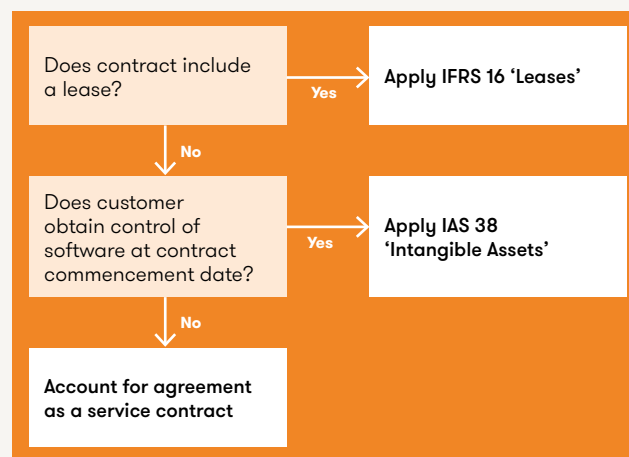 Does contract include
a lease?
Yes
Apply IFRS 16 ‘Leases’
No
Does customer
obtain control of
software at contract
commencement date?
Yes
Apply IAS 38
‘Intangible Assets’
No
Account for agreement
as a service contract